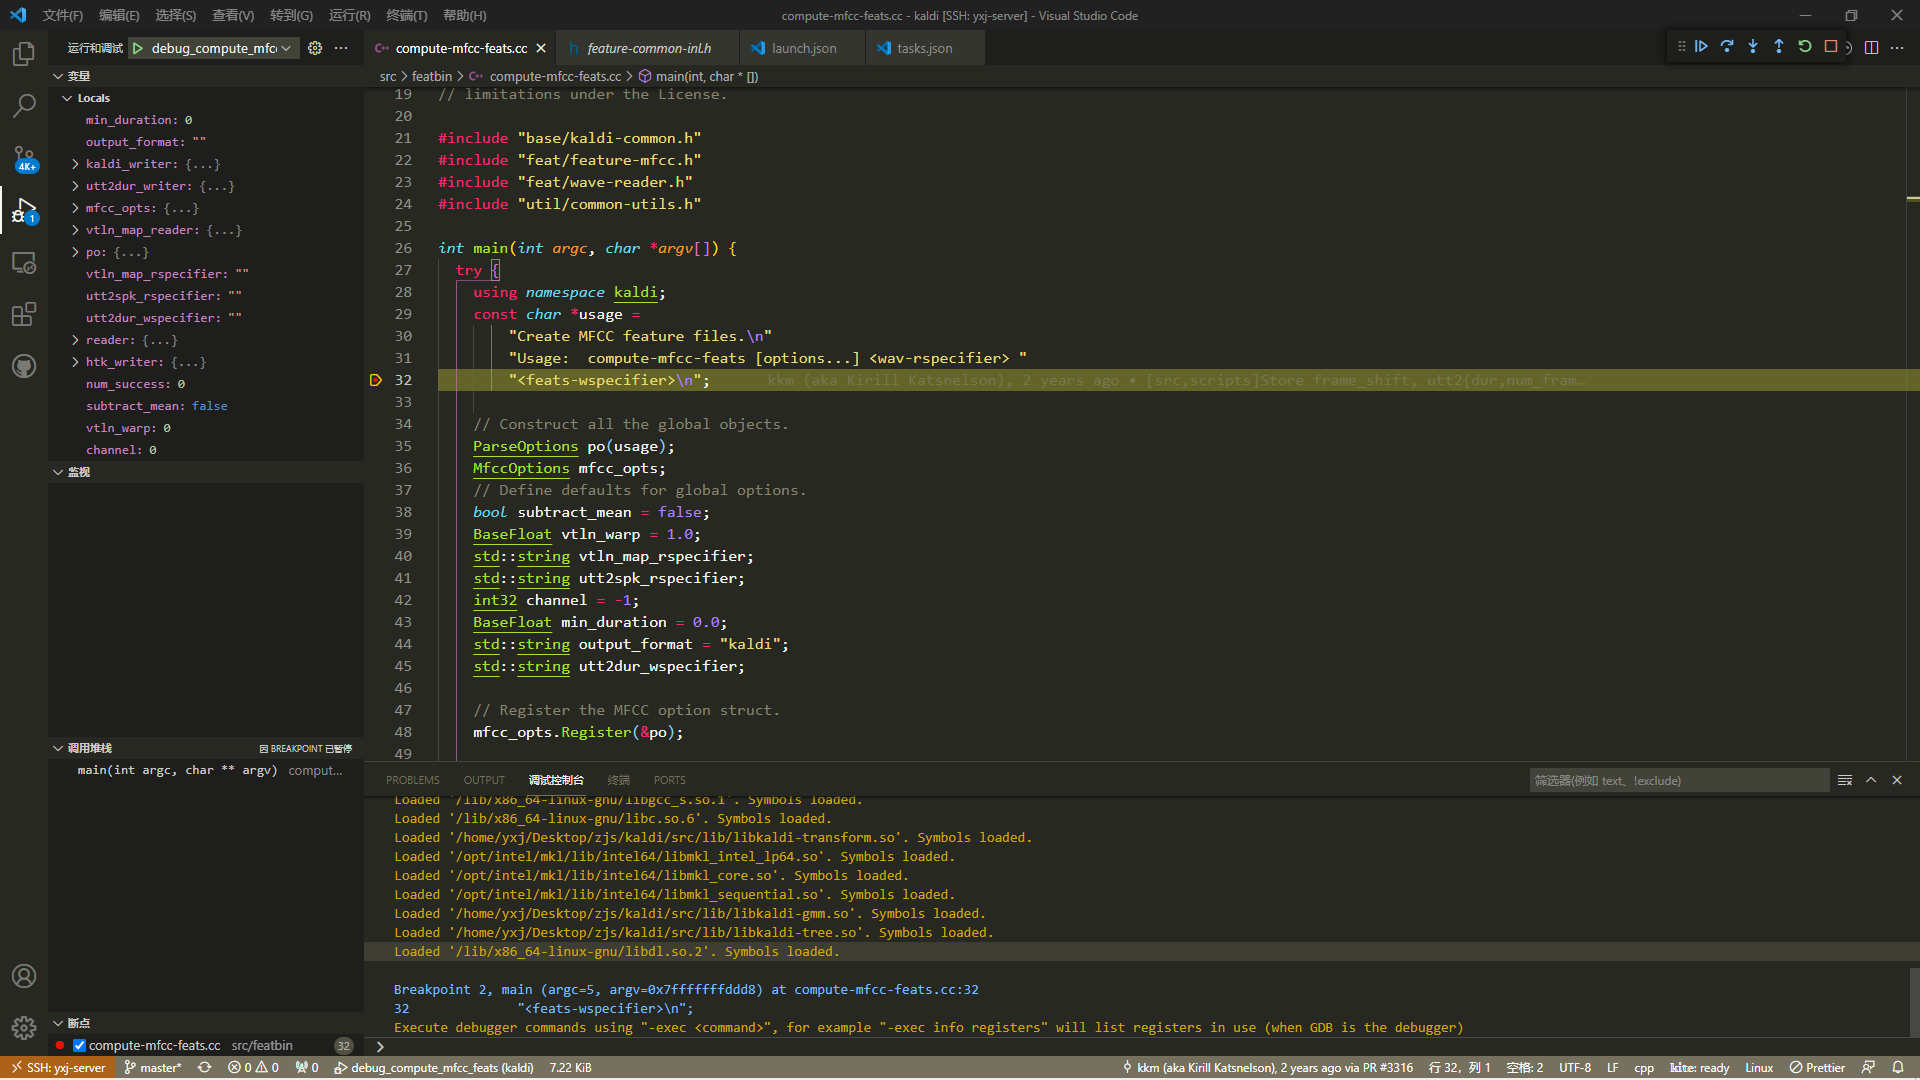 文件(F) 编辑(E) 选择(S) 查看(V) 转到(G) 运行(R) 终端(T) 帮助(H)
compute-mfcc-feats.cc - kaldi [SSH: yxj-server] - Visual Studio Code
运行和调试 debug_compute_mfcc
变量
Locals
min_duration: 0
output_format: ""
kaldi_writer: {...}
utt2dur_writer: {...}
mfcc_opts: {...}
vtln_map_reader: {...}
po: {...}
vtln_map_rspecifier: ""
utt2spk_rspecifier: ""
utt2dur_wspecifier: ""
reader: {...}
htk_writer: {...}
num_success: 0
subtract_mean: false
vtln_warp: 0
channel: 0
监视
调用堆栈 因 BREAKPOINT 已暂停
main(int argc, char ** argv) comput...
断点
compute-mfcc-feats.cc src/featbin 32
4K+
1
compute-mfcc-feats.cc feature-common-inl.h launch.json tasks.json
src > featbin > compute-mfcc-feats.cc > main(int, char * [])
19 // limitations under the License.
20
21 #include "base/kaldi-common.h"
22 #include "feat/feature-mfcc.h"
23 #include "feat/wave-reader.h"
24 #include "util/common-utils.h"
25
26 int main(int argc, char *argv[]) {
27 try {
28 using namespace kaldi;
29 const char *usage =
30 "Create MFCC feature files.\n"
31 "Usage:  compute-mfcc-feats [options...] <wav-rspecifier> "
32 "<feats-wspecifier>\n"; kkm (aka Kirill Katsnelson), 2 years ago • [src,scripts]Store frame_shift, utt2{dur,num_fram…
33
34 // Construct all the global objects.
35 ParseOptions po(usage);
36 MfccOptions mfcc_opts;
37 // Define defaults for global options.
38 bool subtract_mean = false;
39 BaseFloat vtln_warp = 1.0;
40 std::string vtln_map_rspecifier;
41 std::string utt2spk_rspecifier;
42 int32 channel = -1;
43 BaseFloat min_duration = 0.0;
44 std::string output_format = "kaldi";
45 std::string utt2dur_wspecifier;
46
47 // Register the MFCC option struct.
48 mfcc_opts.Register(&po);
49
PROBLEMS OUTPUT 调试控制台 终端 PORTS 筛选器(例如 text、!exclude)
Loaded '/lib/x86_64-linux-gnu/libgcc_s.so.1'. Symbols loaded.
Loaded '/lib/x86_64-linux-gnu/libc.so.6'. Symbols loaded.
Loaded '/home/yxj/Desktop/zjs/kaldi/src/lib/libkaldi-transform.so'. Symbols loaded.
Loaded '/opt/intel/mkl/lib/intel64/libmkl_intel_lp64.so'. Symbols loaded.
Loaded '/opt/intel/mkl/lib/intel64/libmkl_core.so'. Symbols loaded.
Loaded '/opt/intel/mkl/lib/intel64/libmkl_sequential.so'. Symbols loaded.
Loaded '/home/yxj/Desktop/zjs/kaldi/src/lib/libkaldi-gmm.so'. Symbols loaded.
Loaded '/home/yxj/Desktop/zjs/kaldi/src/lib/libkaldi-tree.so'. Symbols loaded.
Loaded '/lib/x86_64-linux-gnu/libdl.so.2'. Symbols loaded.
Breakpoint 2, main (argc=5, argv=0x7fffffffddd8) at compute-mfcc-feats.cc:32
32 "<feats-wspecifier>\n";
Execute debugger commands using "-exec <command>", for example "-exec info registers" will list registers in use (when GDB is the debugger)
SSH: yxj-server master* 0 0 0 debug_compute_mfcc_feats (kaldi) 7.22 KiB kkm (aka Kirill Katsnelson), 2 years ago via PR #3316 行 32，列 1 空格: 2 UTF-8 LF cpp kite: ready Linux Prettier